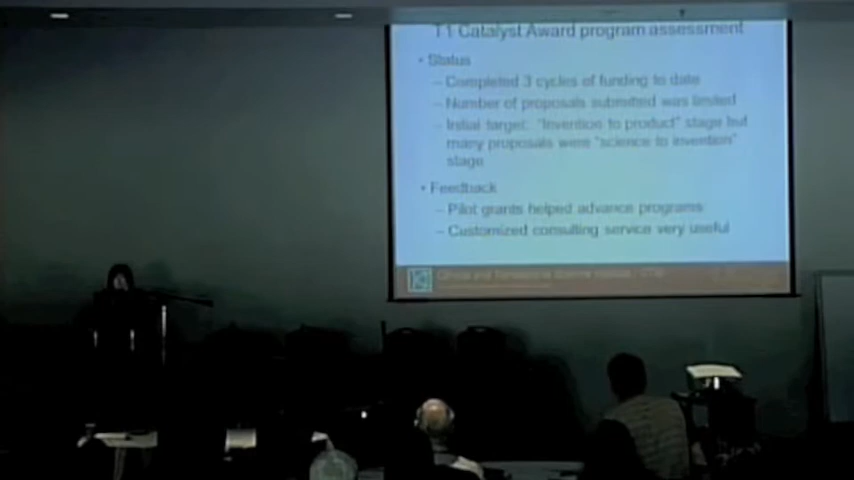 T1 Catalyst Award program assessment
• Status
– Completed 3 cycles of funding to date
– Number of proposals submitted was limited
– Initial target: "Invention to product" stage but
many proposals were "science to invention"
stage
• Feedback
– Pilot grants helped advance programs
– Customized consulting service very useful
Clinical and Translational Science Institute